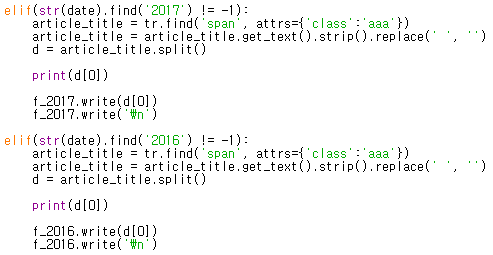 elif(str(date).find('2017') != -1):
    article_title = tr.find('span', attrs={'class':'aaa'})
    article_title = article_title.get_text().strip().replace(' ', '')
    d = article_title.split()

    print(d[0])

    f_2017.write(d[0])
    f_2017.write('₩n')

elif(str(date).find('2016') != -1):
    article_title = tr.find('span', attrs={'class':'aaa'})
    article_title = article_title.get_text().strip().replace(' ', '')
    d = article_title.split()

    print(d[0])

    f_2016.write(d[0])
    f_2016.write('₩n')